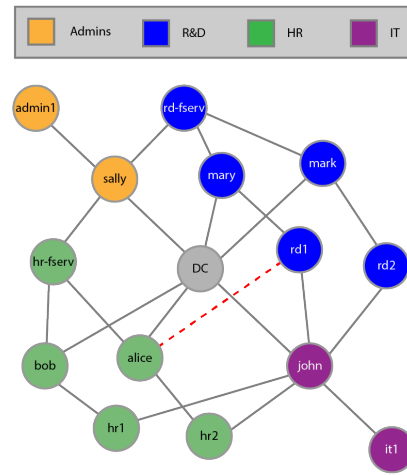 Admins R&D HR IT
admin1
rd-fserv
sally
mary
mark
hr-fserv
DC
rd1
rd2
bob
alice
john
hr1
hr2
it1